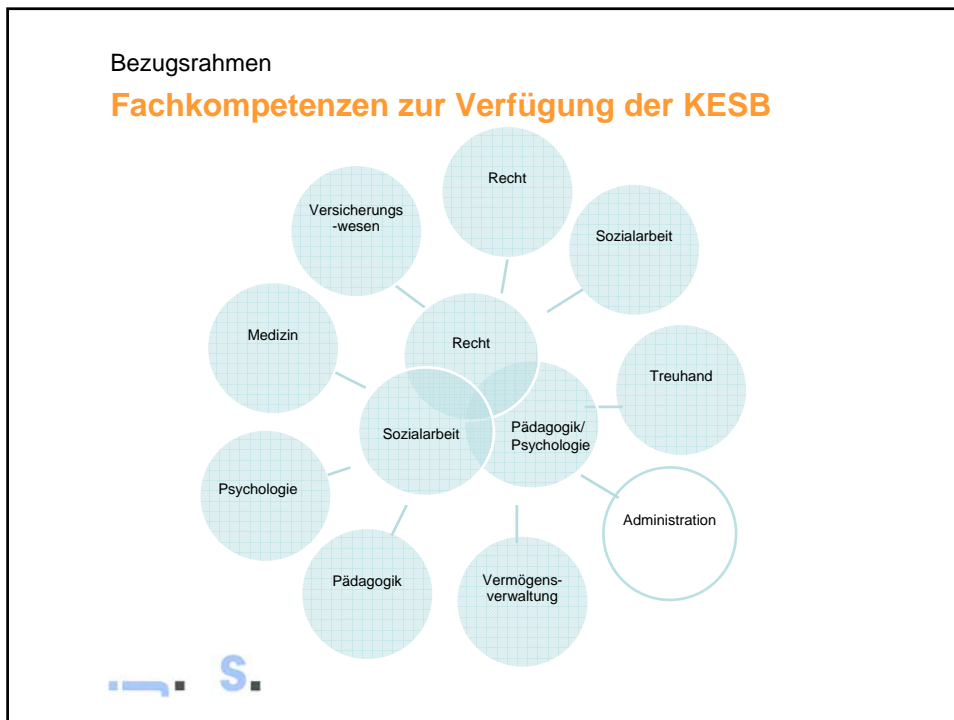 Bezugsrahmen
Fachkompetenzen zur Verfügung der KESB
Recht
Versicherungs
-wesen
Sozialarbeit
Medizin
Recht
Treuhand
Sozialarbeit
Pädagogik/
Psychologie
Psychologie
Administration
Pädagogik
Vermögens-
verwaltung
S.